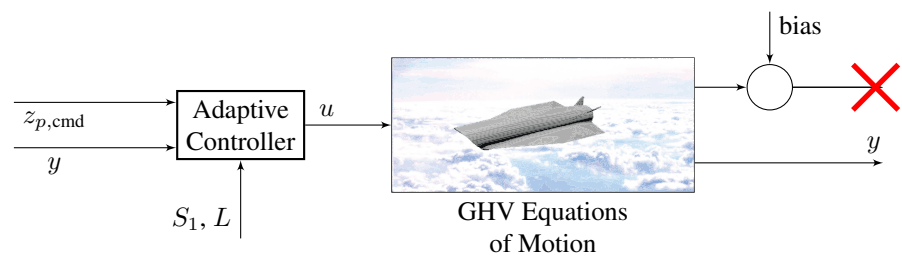 bias
z_{p,cmd}
Adaptive
Controller
u
y
y
S_1, L
GHV Equations
of Motion